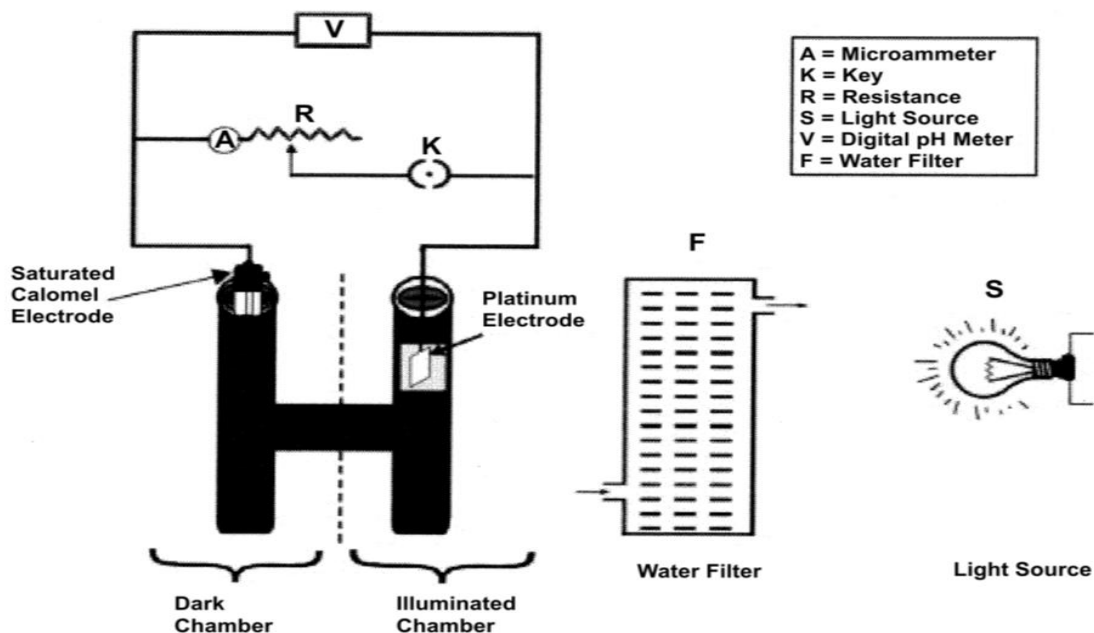 V
A = Microammeter
K = Key
R = Resistance
S = Light Source
V = Digital pH Meter
F = Water Filter
R
A
K
F
S
Saturated
Calomel
Electrode
Platinum
Electrode
Water Filter
Light Source
Dark
Chamber
Illuminated
Chamber